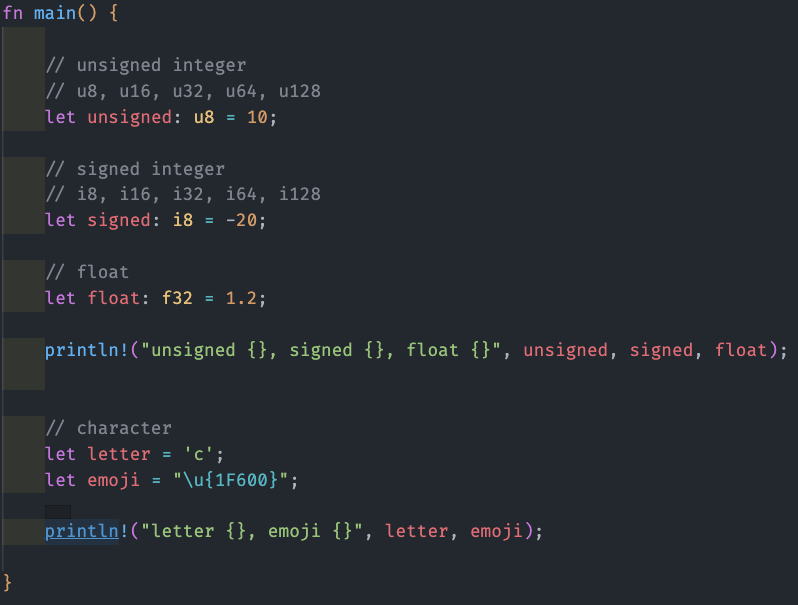 fn main() {
// unsigned integer
// u8, u16, u32, u64, u128
let unsigned: u8 = 10;
// signed integer
// i8, i16, i32, i64, i128
let signed: i8 = -20;
// float
let float: f32 = 1.2;
println!("unsigned {}, signed {}, float {}", unsigned, signed, float);
// character
let letter = 'c';
let emoji = "\u{1F600}";
println!("letter {}, emoji {}", letter, emoji);
}